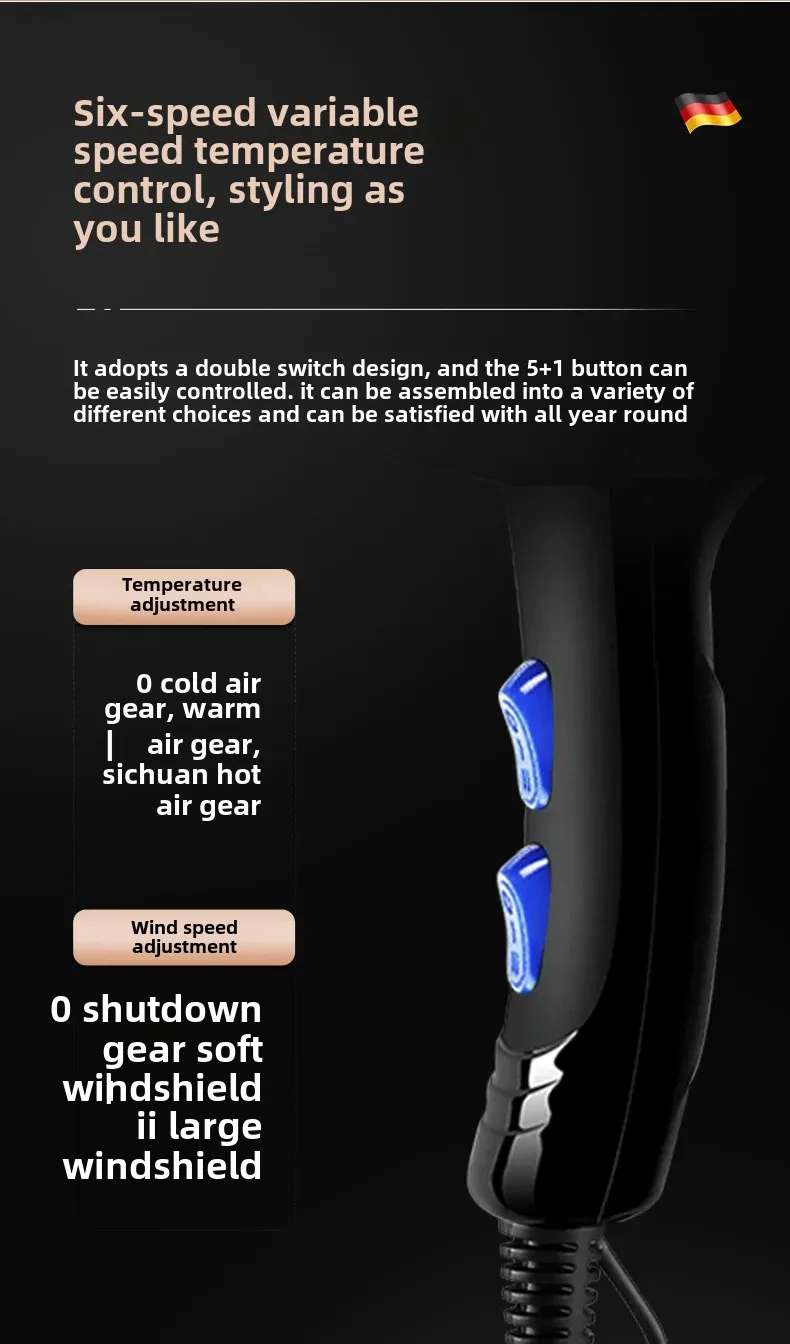 Six-speed variable
speed temperature
control, styling as
you like
It adopts a double switch design, and the 5+1 button can
be easily controlled. it can be assembled into a variety of
different choices and can be satisfied with all year round
Temperature
adjustment
0 cold air
gear, warm
| air gear,
sichuan hot
air gear
Wind speed
adjustment
0 shutdown
gear soft
windshield
ii large
windshield